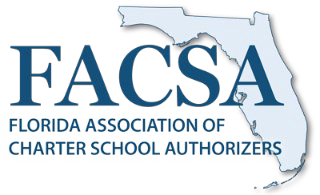 FACSA
FLORIDA ASSOCIATION OF
CHARTER SCHOOL AUTHORIZERS